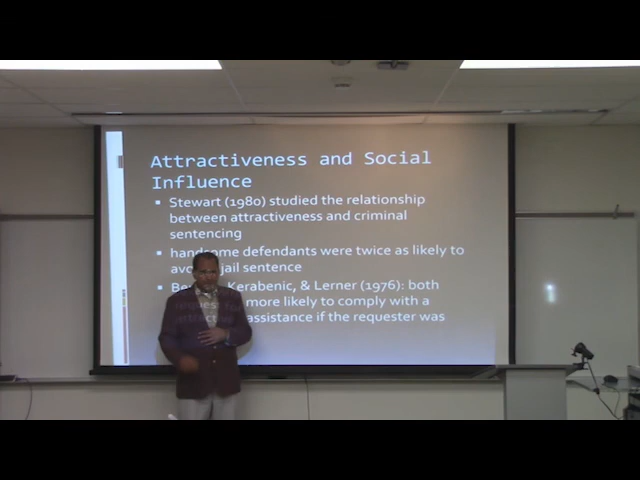 Attractiveness and Social
Influence
▪ Stewart (1980) studied the relationship
between attractiveness and criminal
sentencing
▪ handsome defendants were twice as likely to
jail sentence
▪ Kerabenic, & Lerner (1976): both
more likely to comply with a
assistance if the requester was